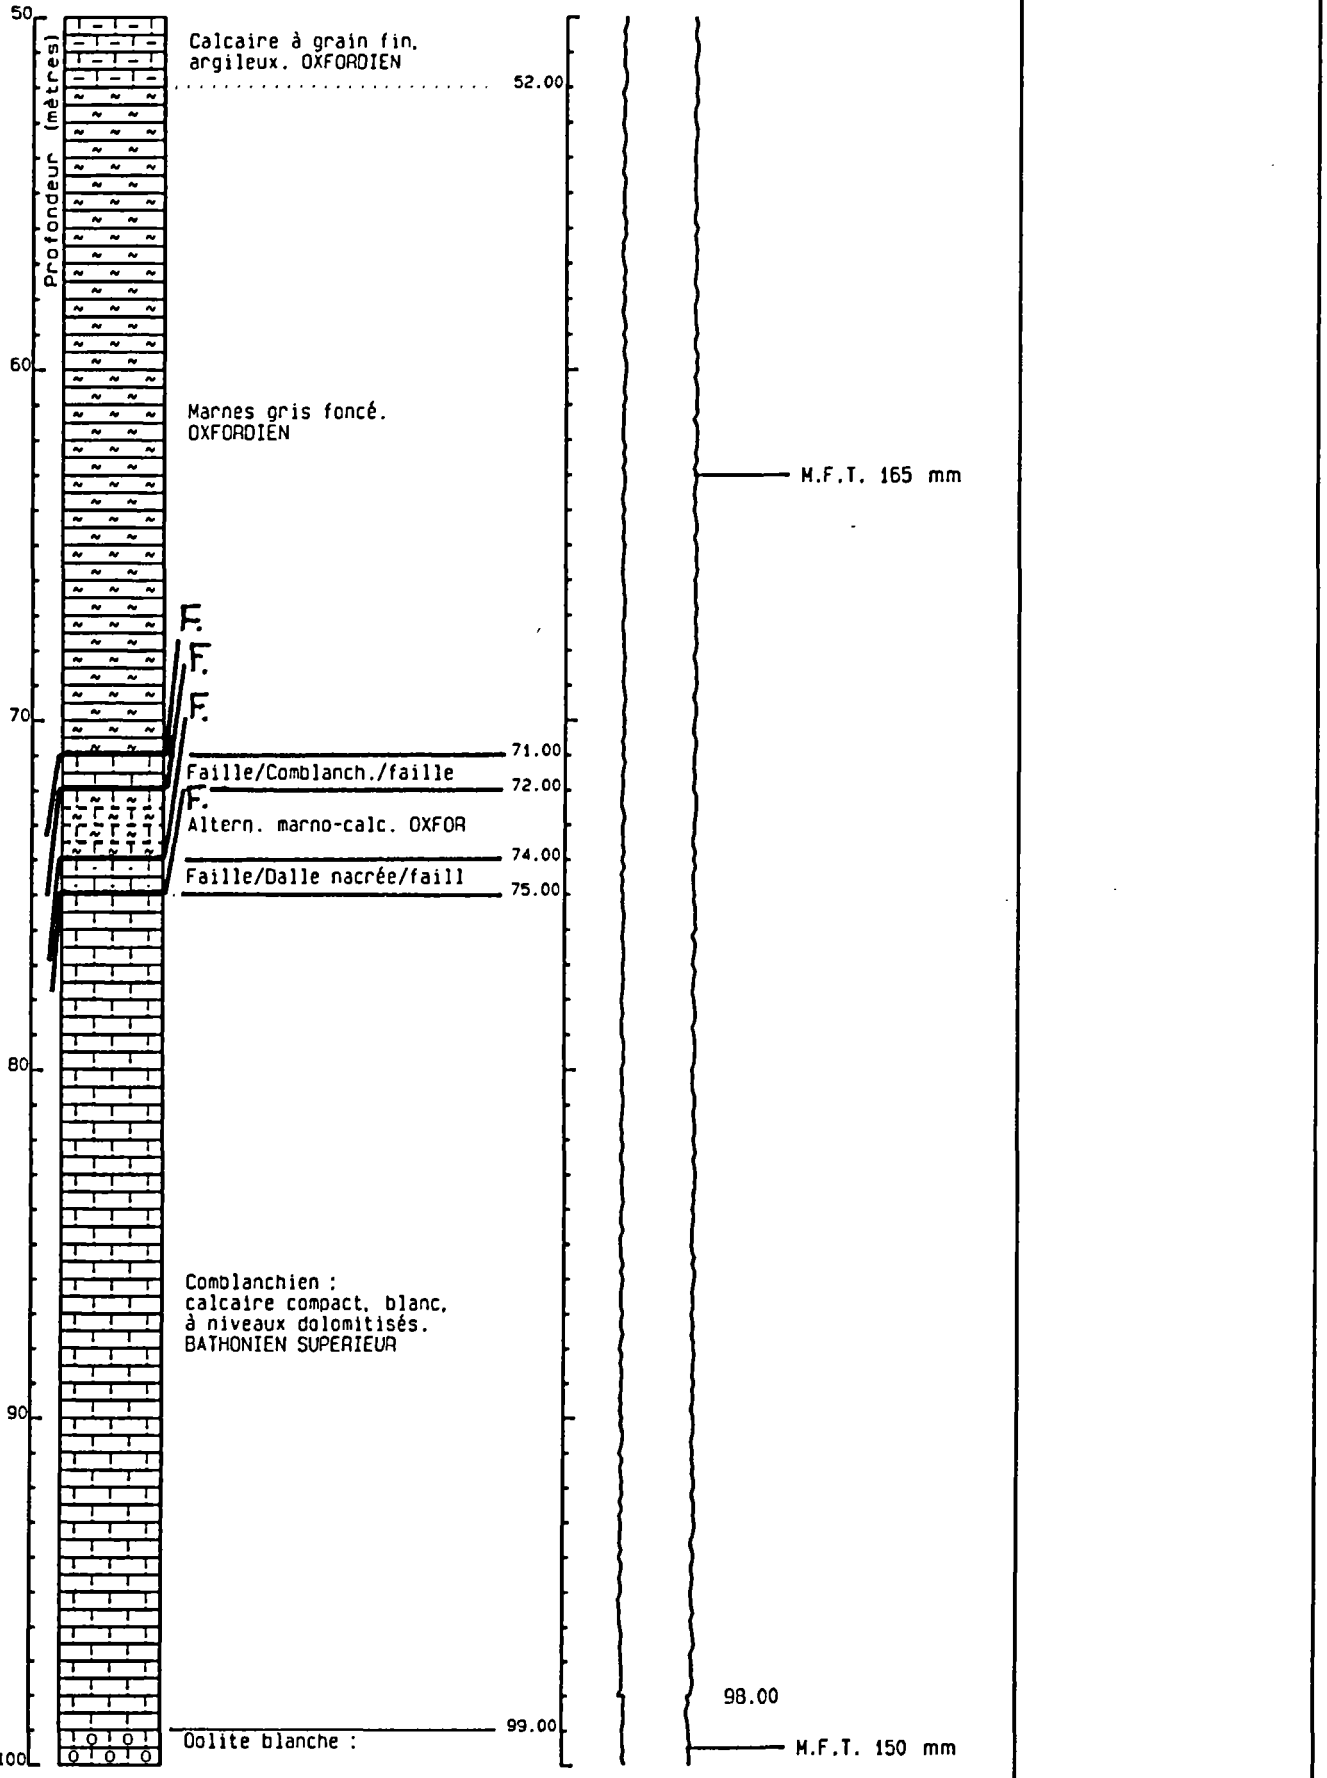 50
Profondeur (mètres)
Calcaire à grain fin,
argileux. OXFORDIEN
52.00
60
Marnes gris foncé.
OXFORDIEN
M.F.T. 165 mm
F.
F.
F.
70
71.00
Faille/Comblanch./faille
72.00
F.
Altern. marno-calc. OXFOR
74.00
Faille/Dalle nacrée/faill
75.00
80
Comblanchien :
calcaire compact, blanc,
à niveaux dolomitisés.
BATHONIEN SUPERIEUR
90
98.00
99.00
Oolite blanche :
M.F.T. 150 mm
100